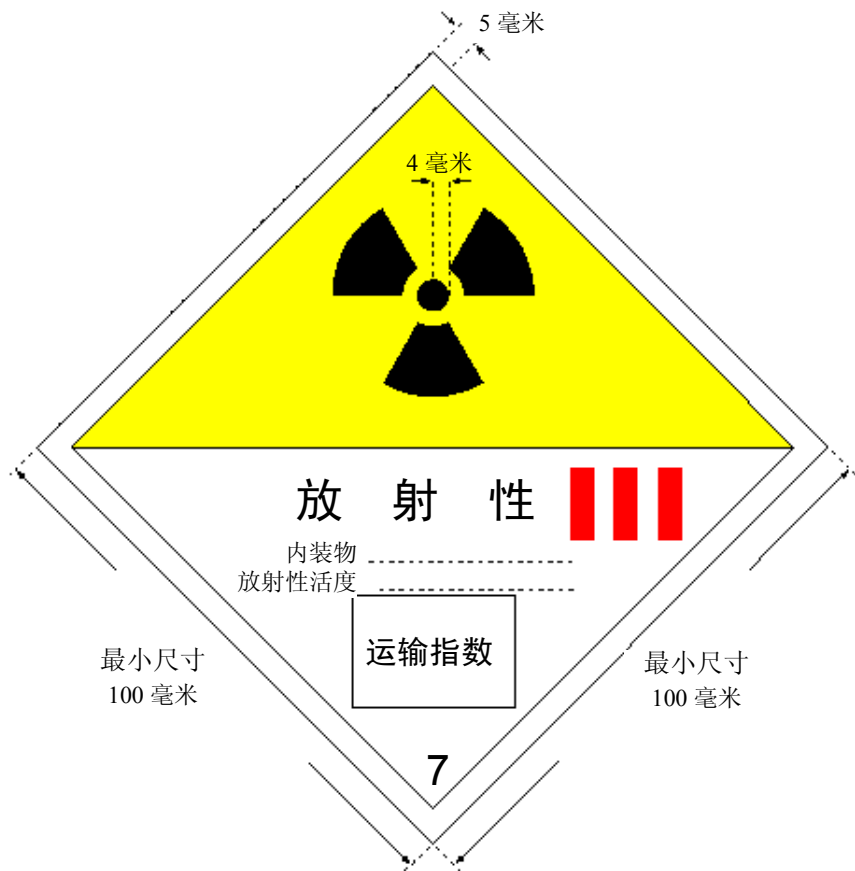 5 毫米
4 毫米
放 射 性
内装物
放射性活度
运输指数
最小尺寸
100 毫米
最小尺寸
100 毫米
7